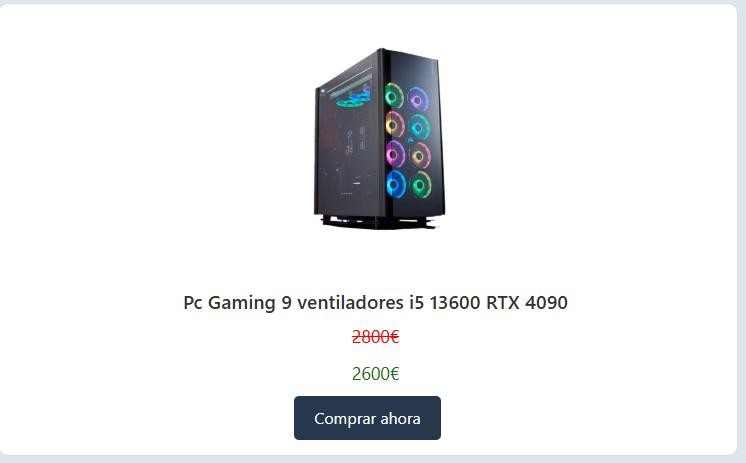 Pc Gaming 9 ventiladores i5 13600 RTX 4090
2800€
2600€
Comprar ahora